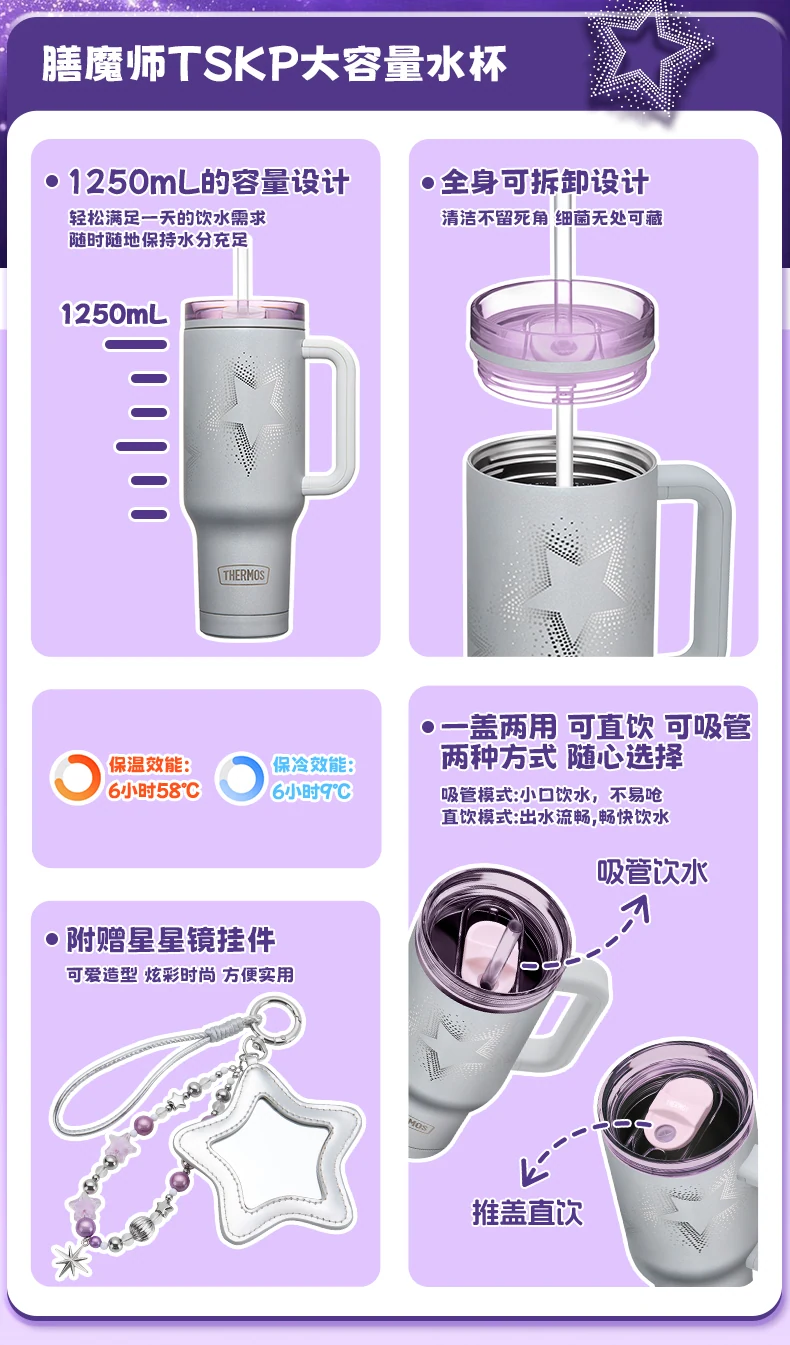 膳魔师TSKP大容量水杯
1250mL的容量设计
轻松满足一天的饮水需求
随时随地保持水分充足
1250mL
THERMOS
全身可拆卸设计
清洁不留死角 细菌无处可藏
保温效能:
6小时58℃
保冷效能:
6小时9℃
一盖两用 可直饮 可吸管
两种方式 随心选择
吸管模式:小口饮水，不易呛
直饮模式:出水流畅,畅快饮水
吸管饮水
MOS
推盖直饮
附赠星星镜挂件
可爱造型 炫彩时尚 方便实用